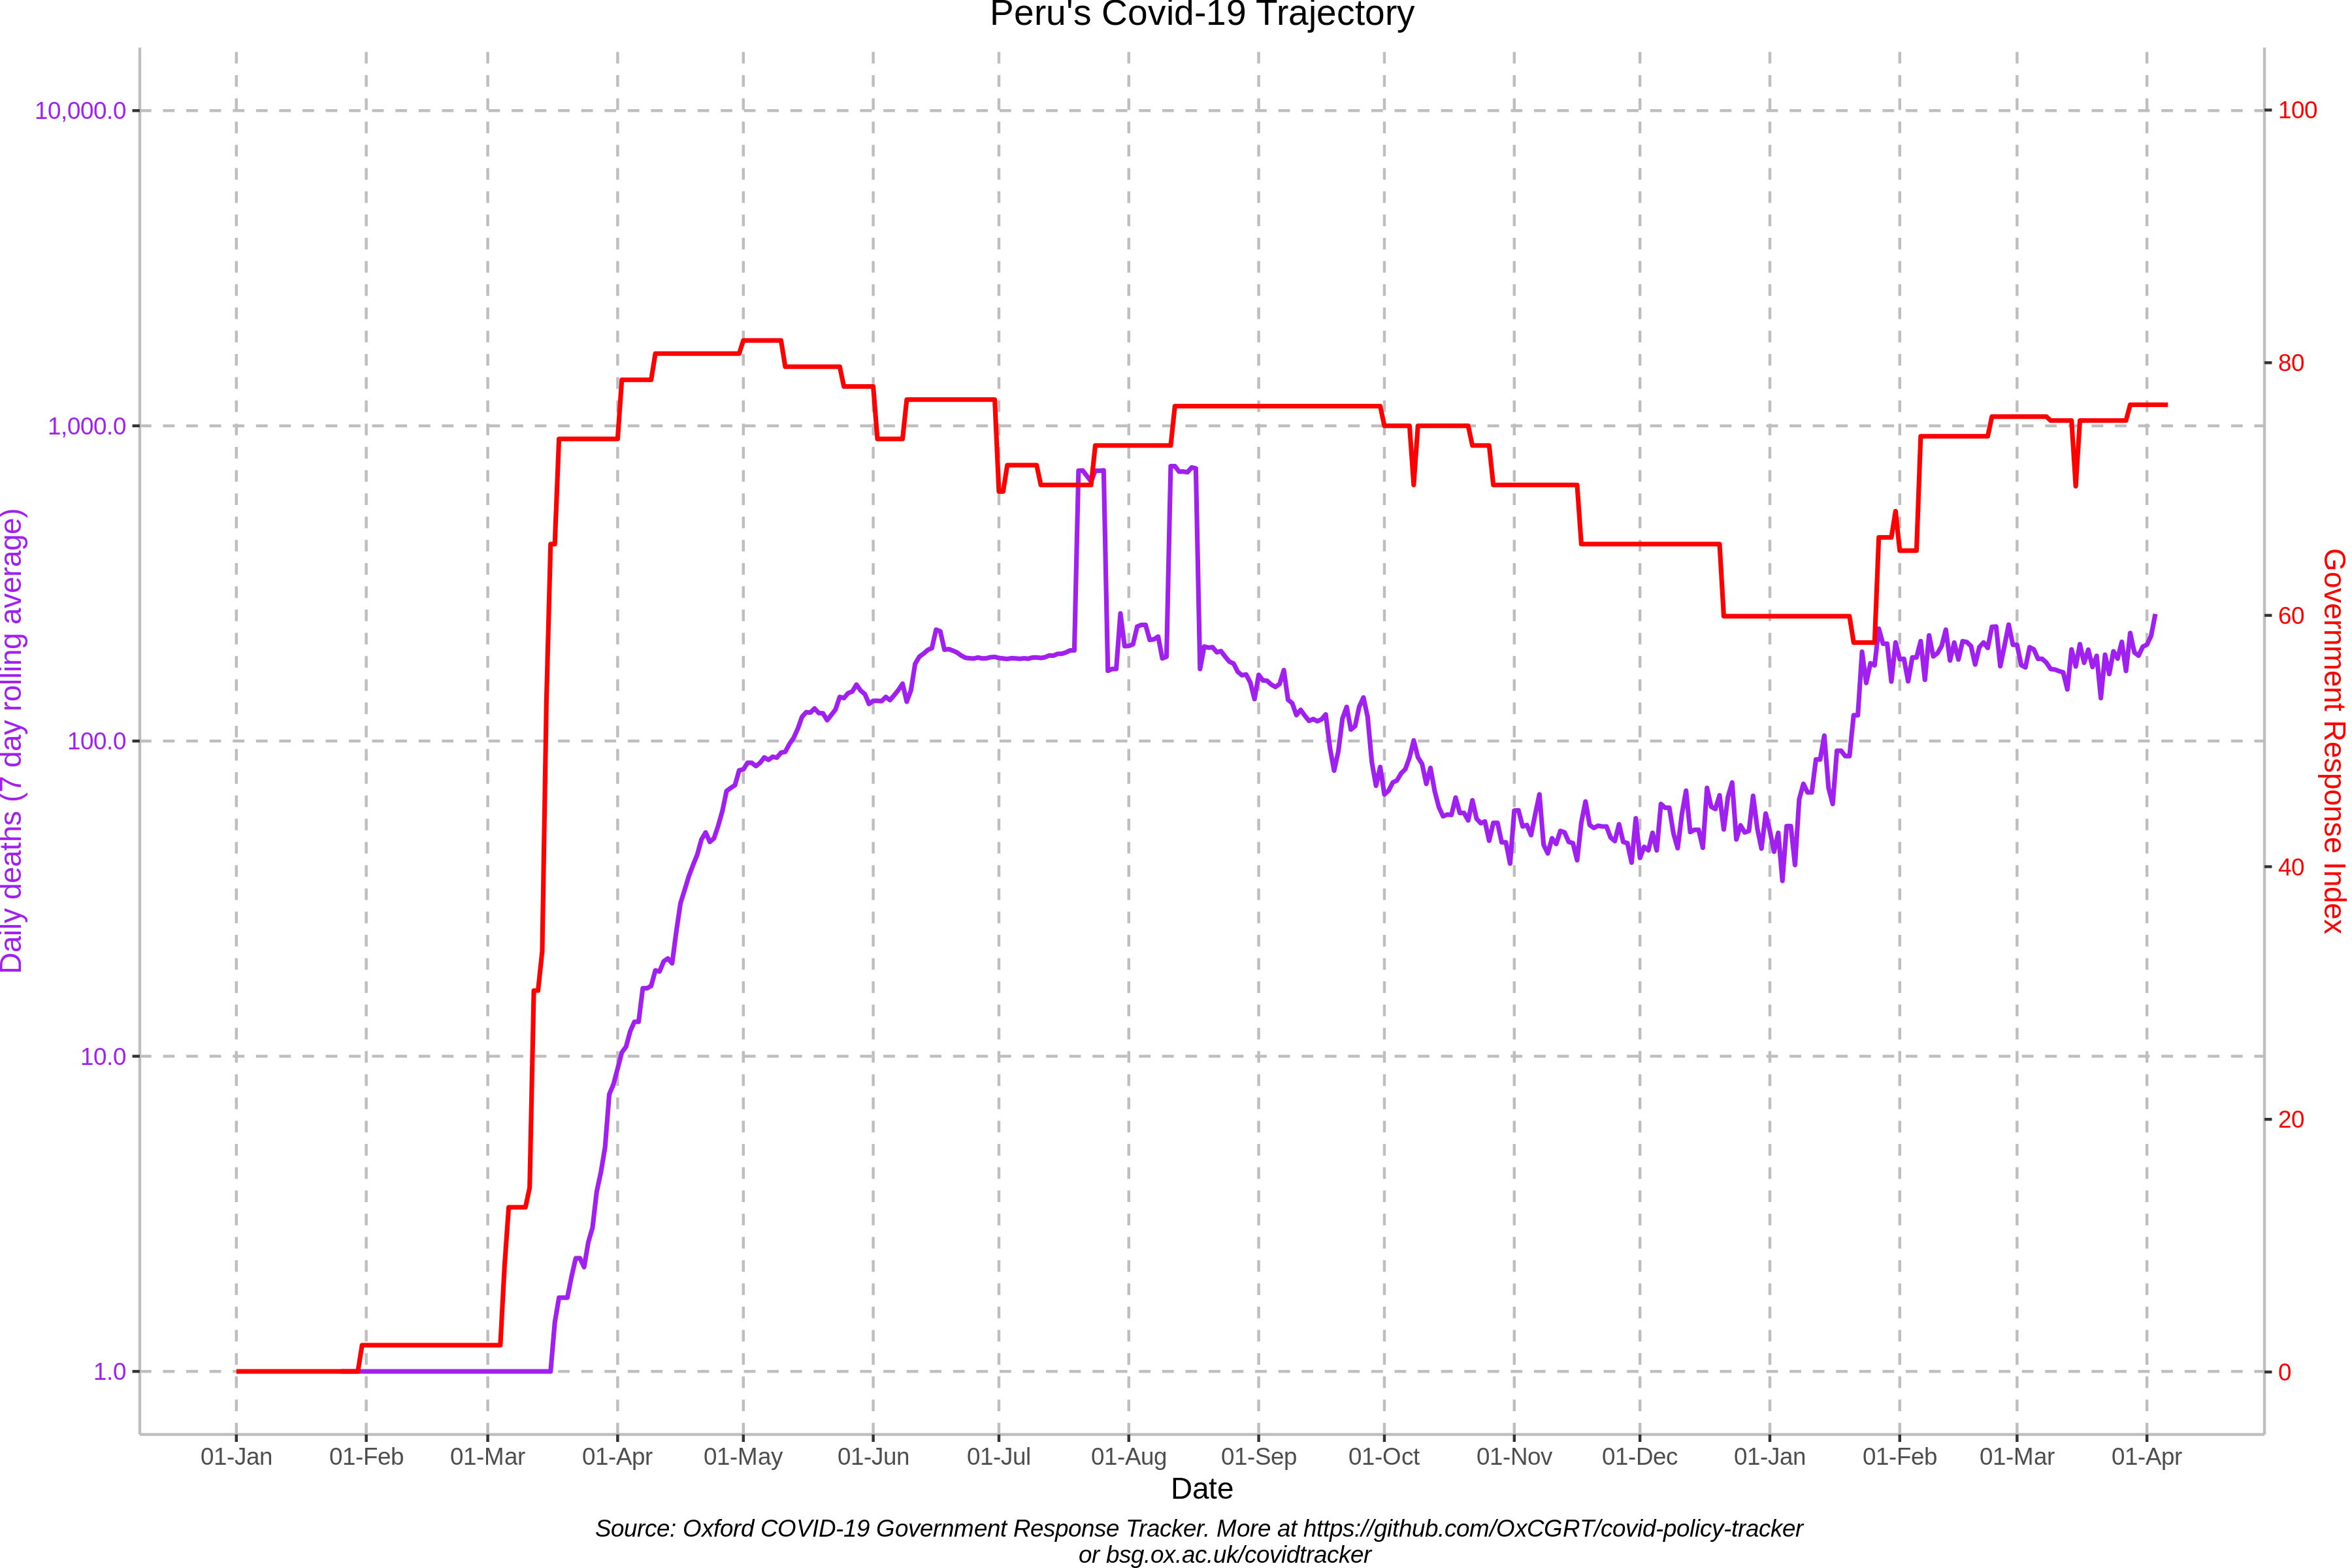 Peru's Covid-19 Trajectory
10,000.0
1,000.0
100.0
10.0
1.0
Daily deaths (7 day rolling average)
100
80
60
40
20
0
Government Response Index
01-Jan 01-Feb 01-Mar 01-Apr 01-May 01-Jun 01-Jul 01-Aug 01-Sep 01-Oct 01-Nov 01-Dec 01-Jan 01-Feb 01-Mar 01-Apr
Date
Source: Oxford COVID-19 Government Response Tracker. More at https://github.com/OxCGRT/covid-policy-tracker
or bsg.ox.ac.uk/covidtracker